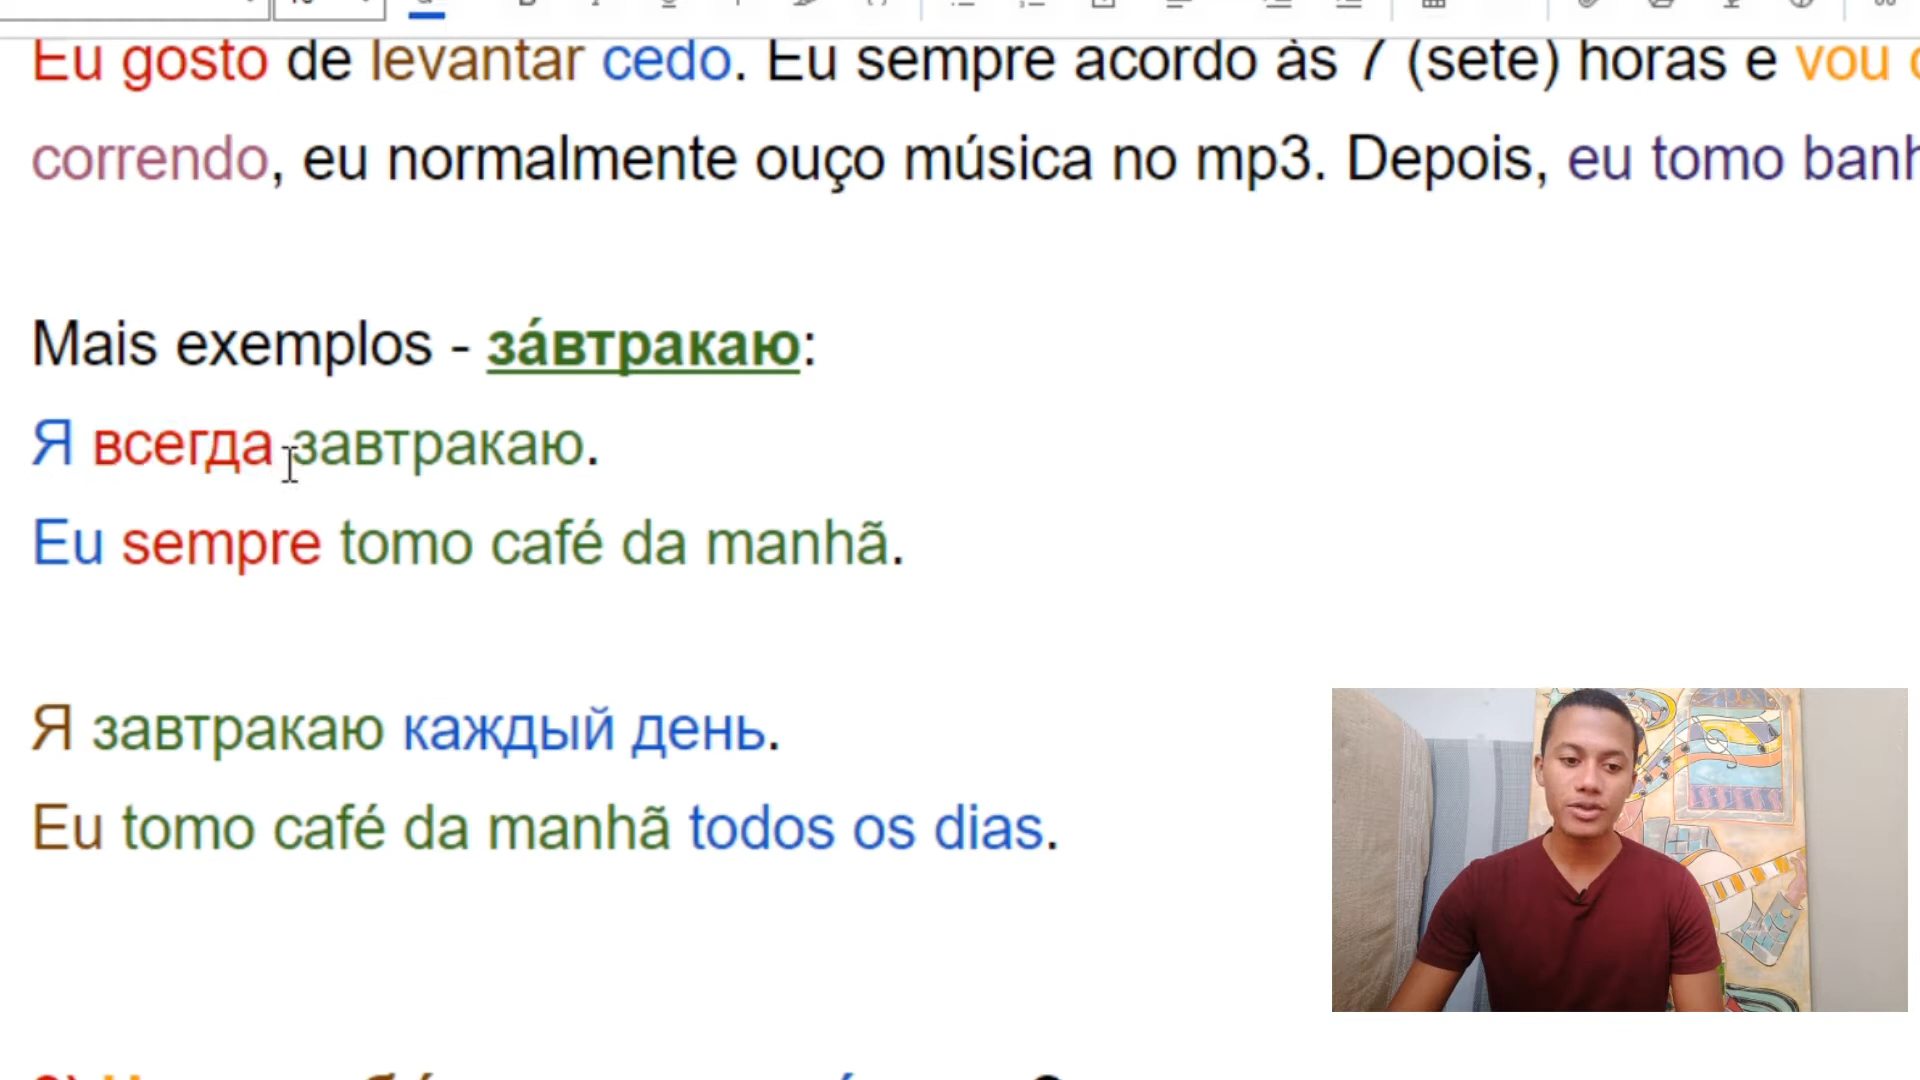 Eu gosto de levantar cedo. Eu sempre acordo às 7 (sete) horas e vou
correndo, eu normalmente ouço música no mp3. Depois, eu tomo banh
Mais exemplos - за́втракаю:
Я всегда завтракаю.
Eu sempre tomo café da manhã.
Я завтракаю каждый день.
Eu tomo café da manhã todos os dias.